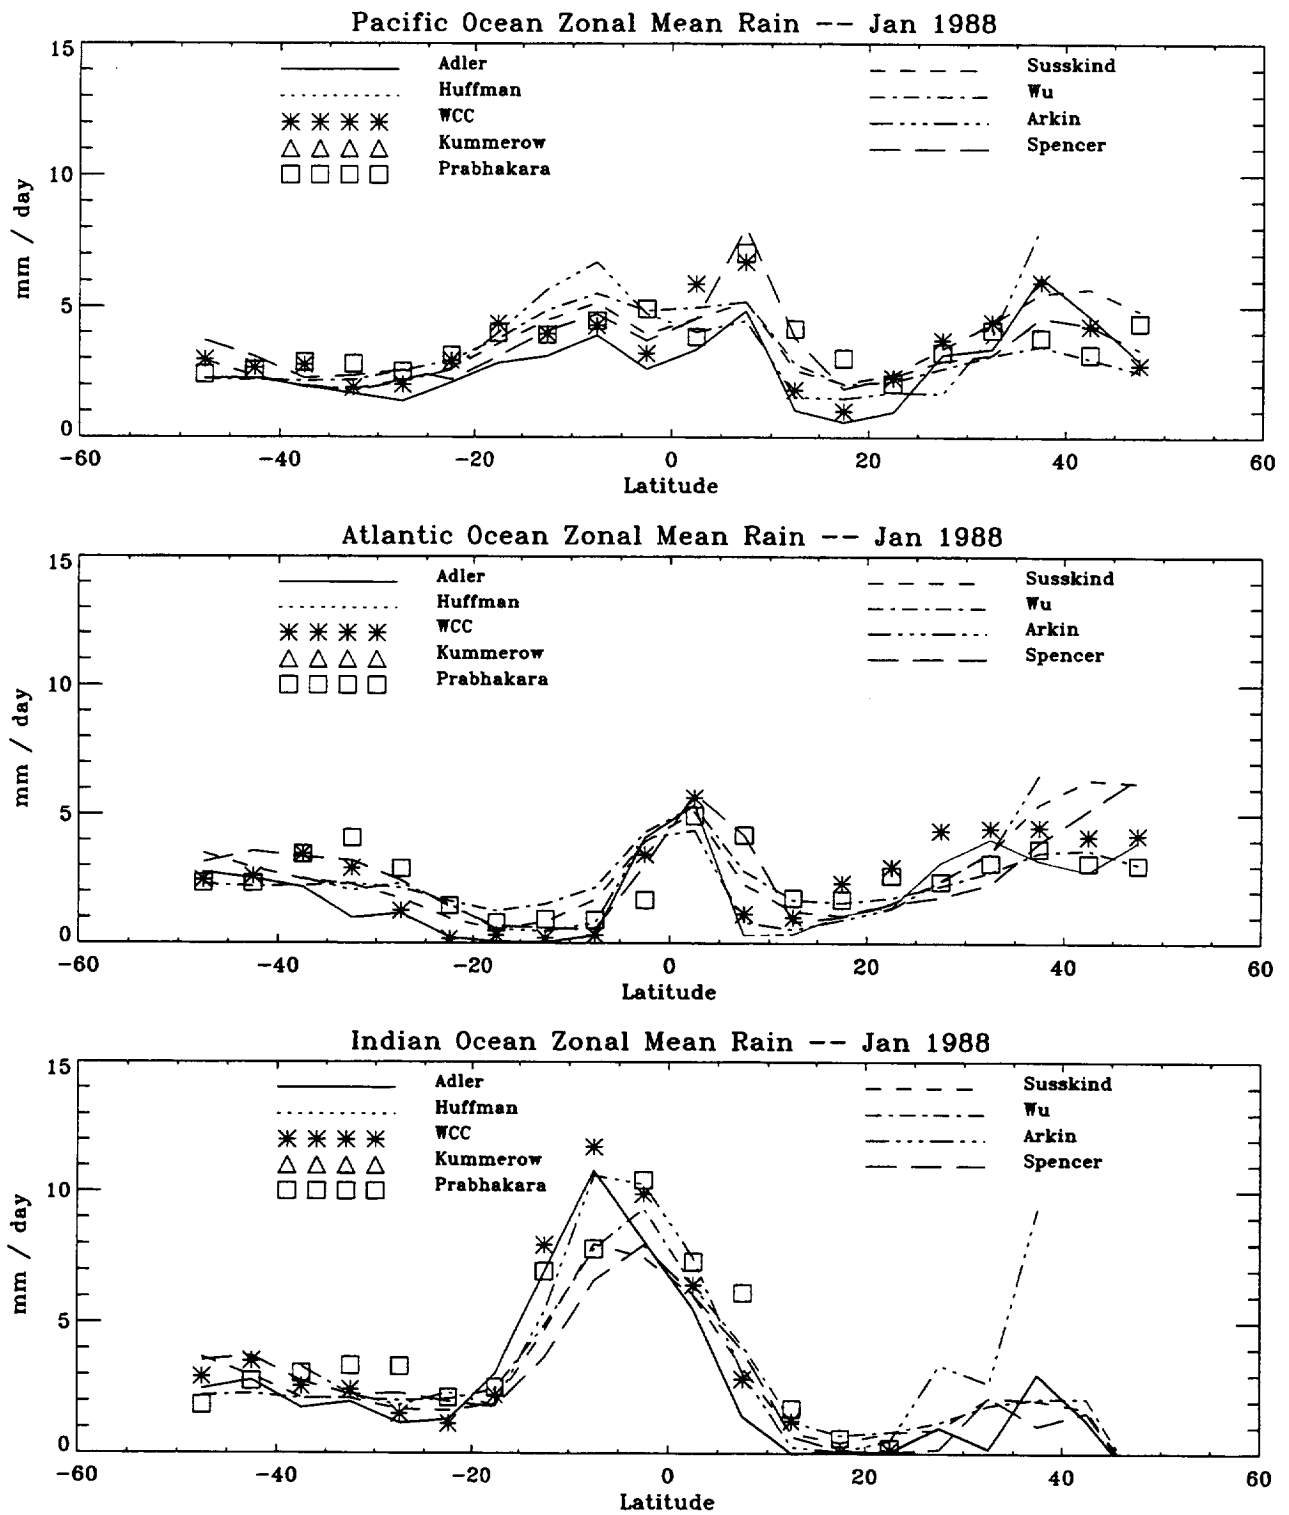 Pacific Ocean Zonal Mean Rain -- Jan 1988
15
10
5
0
mm / day
Adler
Huffman
WCC
Kummerow
Prabhakara
Susskind
Wu
Arkin
Spencer
-60 -40 -20 0 20 40 60
Latitude
Atlantic Ocean Zonal Mean Rain -- Jan 1988
15
10
5
0
mm / day
Adler
Huffman
WCC
Kummerow
Prabhakara
Susskind
Wu
Arkin
Spencer
-60 -40 -20 0 20 40 60
Latitude
Indian Ocean Zonal Mean Rain -- Jan 1988
15
10
5
0
mm / day
Adler
Huffman
WCC
Kummerow
Prabhakara
Susskind
Wu
Arkin
Spencer
-60 -40 -20 0 20 40 60
Latitude